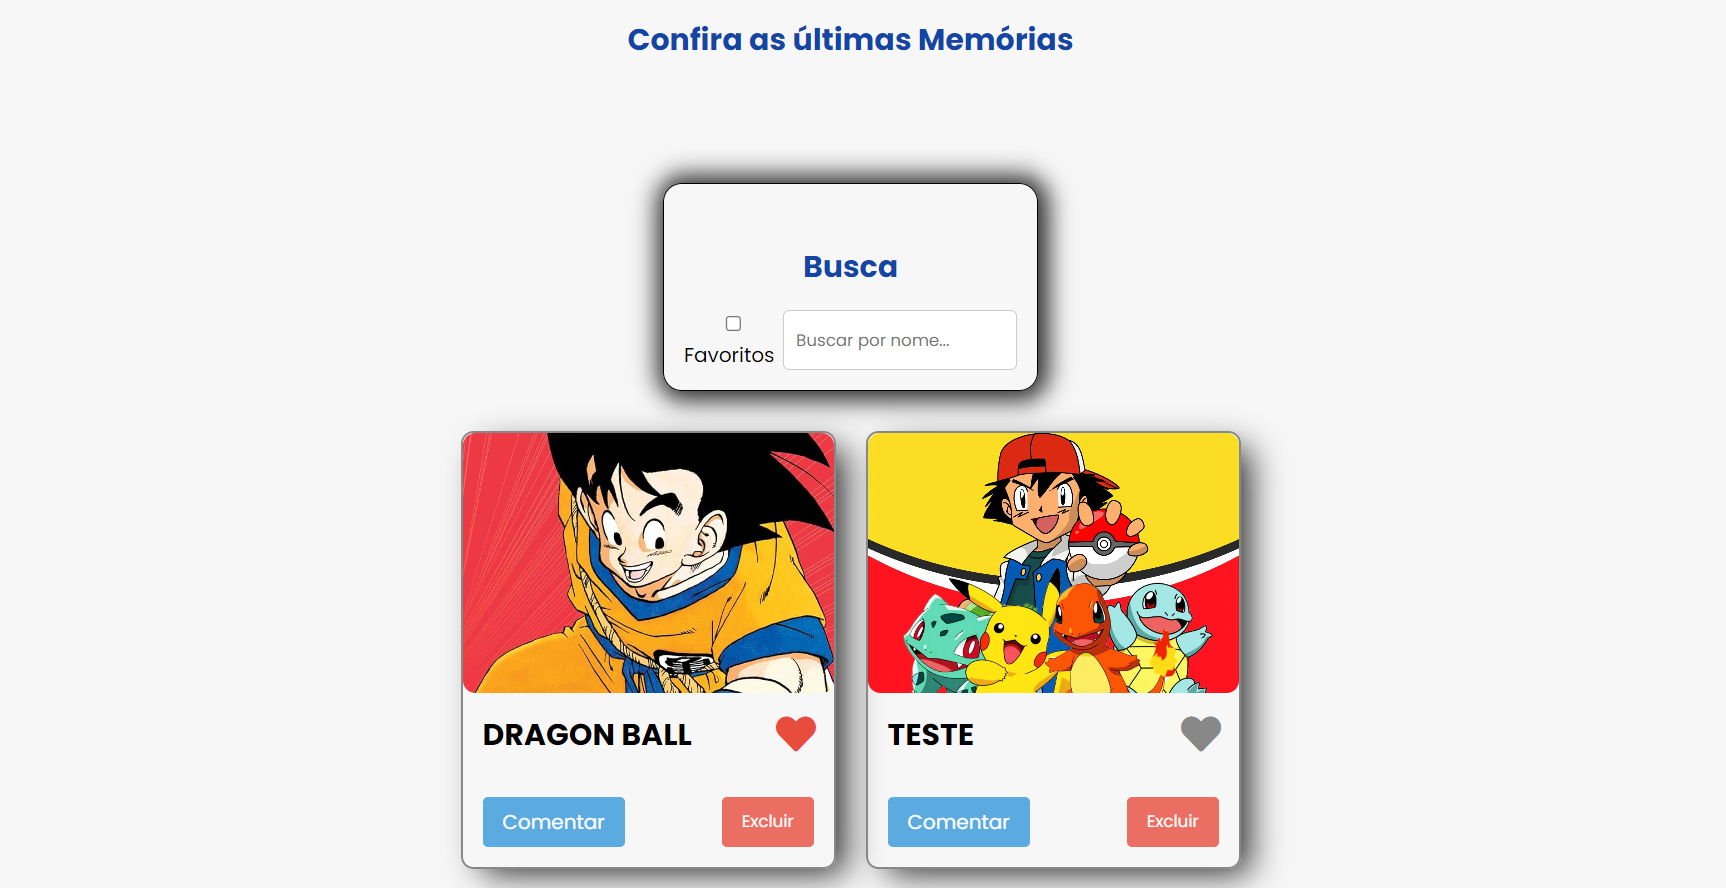 Confira as últimas Memórias
Busca
Favoritos
Buscar por nome...
DRAGON BALL
TESTE
Comentar
Excluir
Comentar
Excluir